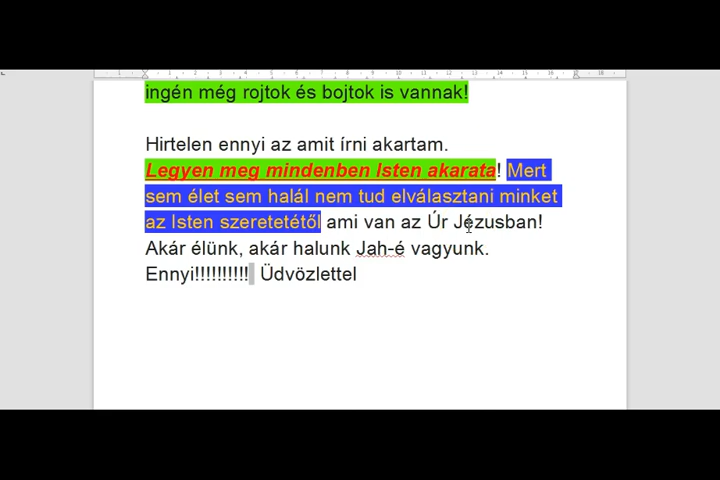 ingén még rojtok és bojtok is vannak!
Hirtelen ennyi az amit írni akartam.
Legyen meg mindenben Isten akarata! Mert
sem élet sem halál nem tud elválasztani minket
az Isten szeretetétől ami van az Úr Jézusban!
Akár élünk, akár halunk Jah-é vagyunk.
Ennyi!!!!!!!!!! Üdvözlettel